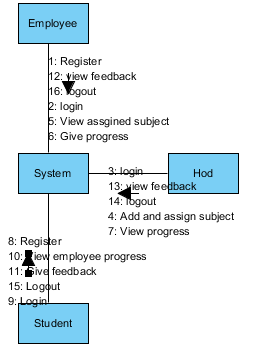 Employee
1: Register
12: view feedback
16: logout
2: login
5: View assgined subject
6: Give progress
System
Hod
3: login
13: view feedback
14: logout
4: Add and assign subject
7: View progress
8: Register
10: View employee progress
11: Give feedback
15: Logout
9: Login
Student